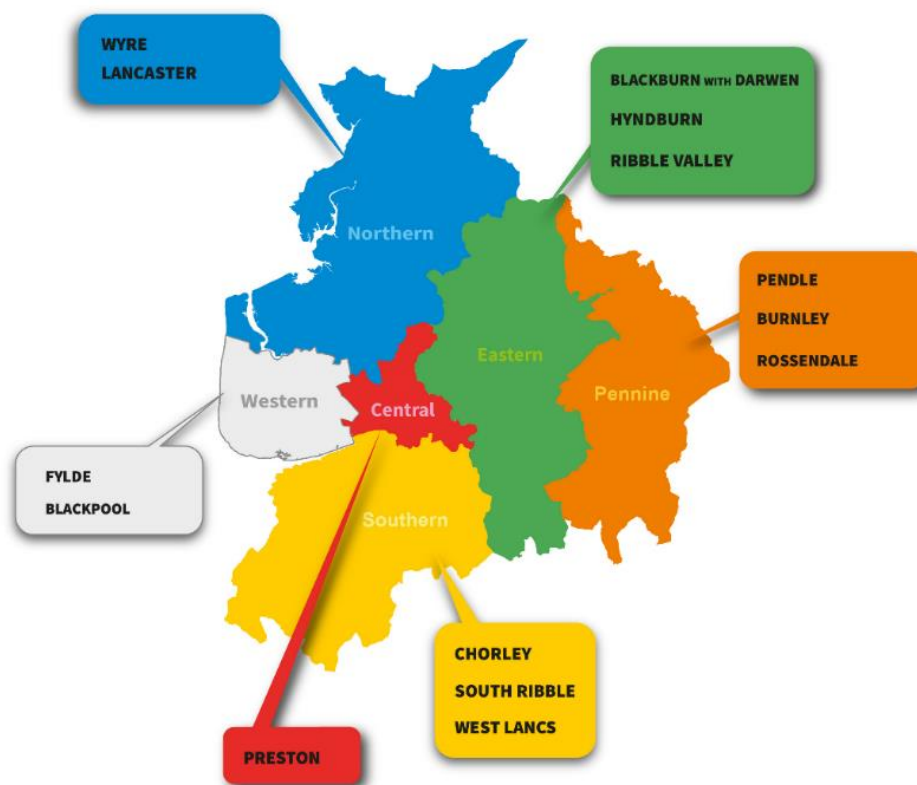 WYRE
LANCASTER
BLACKBURN WITH DARWEN
HYNDBURN
RIBBLE VALLEY
Northern
PENDLE
BURNLEY
ROSSENDALE
Eastern
Pennine
Western
Central
FYLDE
BLACKPOOL
Southern
CHORLEY
SOUTH RIBBLE
WEST LANCS
PRESTON